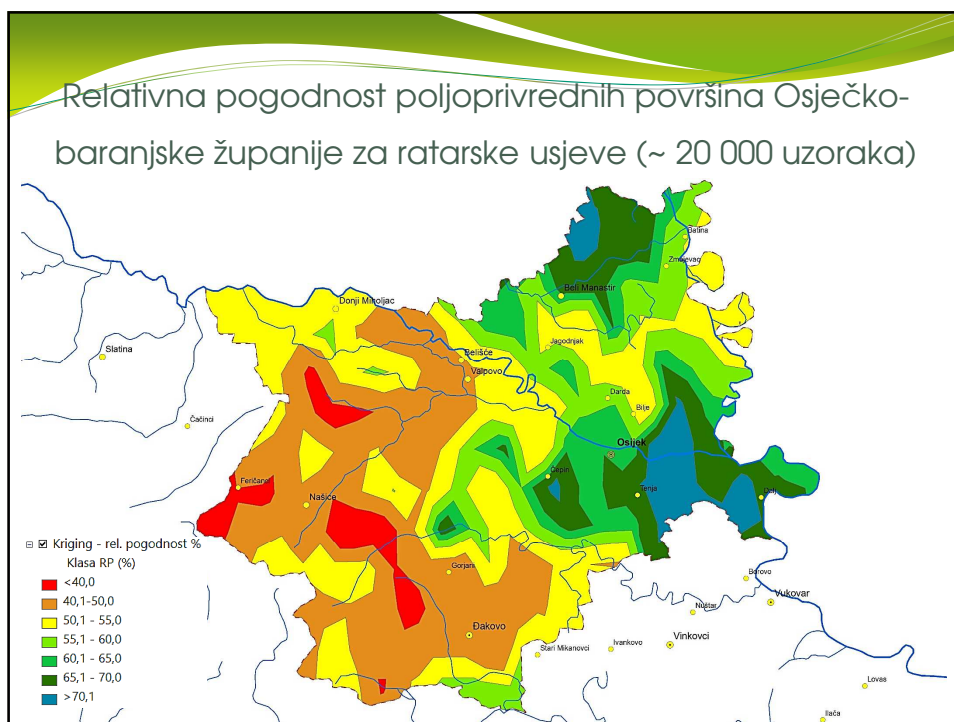 Relativna pogodnost poljoprivrednih površina Osječko-
baranjske županije za ratarske usjeve (~ 20 000 uzoraka)
Batina
Zmajevac
Beli Manastir
Donji Miholjac
Slatina
Jagodnjak
Belišće
Valpovo
Darda
Bilje
Čačinci
Osijek
Čepin
Feričanci
Tenja
Našice
Dalj
Kriging - rel. pogodnost %
Klasa RP (%)
<40,0
40,1-50,0
50,1 - 55,0
55,1 - 60,0
60,1 - 65,0
65,1 - 70,0
>70,1
Gorjani
Borovo
Vukovar
Nuštar
Đakovo
Vinkovci
Ivankovo
Stari Mikanovci
Lovas
Ilača